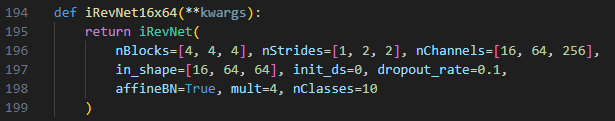 194 def iRevNet16x64(**kwargs):
195     return iRevNet(
196         nBlocks=[4, 4, 4], nStrides=[1, 2, 2], nChannels=[16, 64, 256],
197         in_shape=[16, 64, 64], init_ds=0, dropout_rate=0.1,
198         affineBN=True, mult=4, nClasses=10
199     )